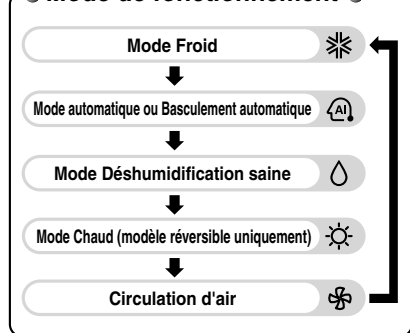 Mode de fonctionnement
Mode Froid
Mode automatique ou Basculement automatique
AI
Mode Déshumidification saine
Mode Chaud (modèle réversible uniquement)
Circulation d'air